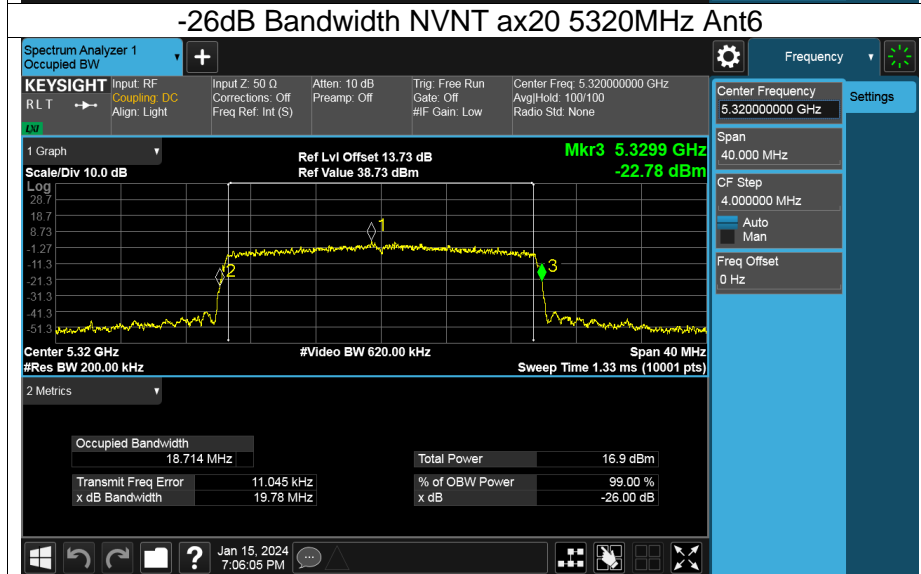 -26dB Bandwidth NVNT ax20 5320MHz Ant6
Spectrum Analyzer 1
Occupied BW
+
Frequency
KEYSIGHT
R L T
LXI
Input: RF
Coupling: DC
Align: Light
Input Z: 50 Ω
Corrections: Off
Freq Ref: Int (S)
Atten: 10 dB
Preamp: Off
Trig: Free Run
Gate: Off
#IF Gain: Low
Center Freq: 5.320000000 GHz
Avg|Hold: 100/100
Radio Std: None
Center Frequency
5.320000000 GHz
Settings
Span
40.000 MHz
CF Step
4.000000 MHz
Auto
Man
Freq Offset
0 Hz
1 Graph
Scale/Div 10.0 dB
Ref Lvl Offset 13.73 dB
Ref Value 38.73 dBm
Mkr3 5.3299 GHz
-22.78 dBm
Log
28.7
18.7
8.73
-1.27
-11.3
-21.3
-31.3
-41.3
-51.3
1
2
3
Center 5.32 GHz
#Res BW 200.00 kHz
#Video BW 620.00 kHz
Span 40 MHz
Sweep Time 1.33 ms (10001 pts)
2 Metrics
Occupied Bandwidth
18.714 MHz
Transmit Freq Error 11.045 kHz
x dB Bandwidth 19.78 MHz
Total Power 16.9 dBm
% of OBW Power 99.00 %
x dB -26.00 dB
?
Jan 15, 2024
7:06:05 PM